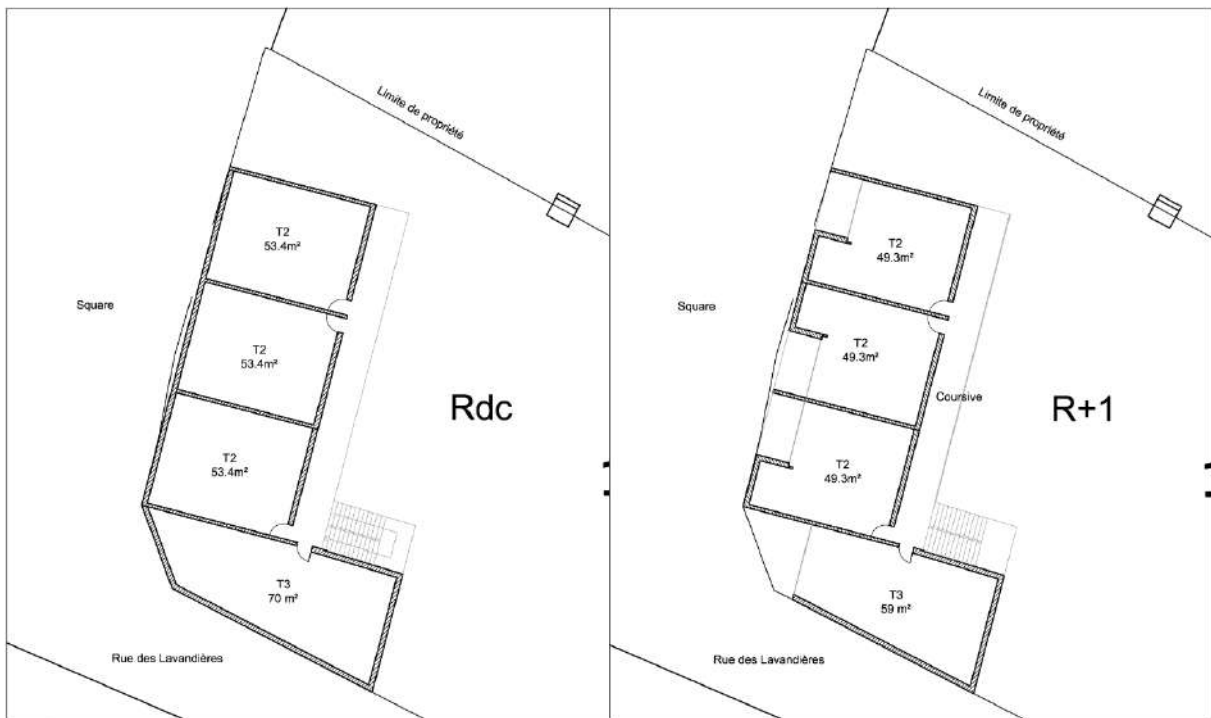 Limite de propriété
T2
53.4m²
Square
T2
53.4m²
Rdc
T2
53.4m²
T3
70 m²
Rue des Lavandières
Limite de propriété
T2
49.3m²
Square
T2
49.3m²
Coursive
R+1
T2
49.3m²
T3
59 m²
Rue des Lavandières